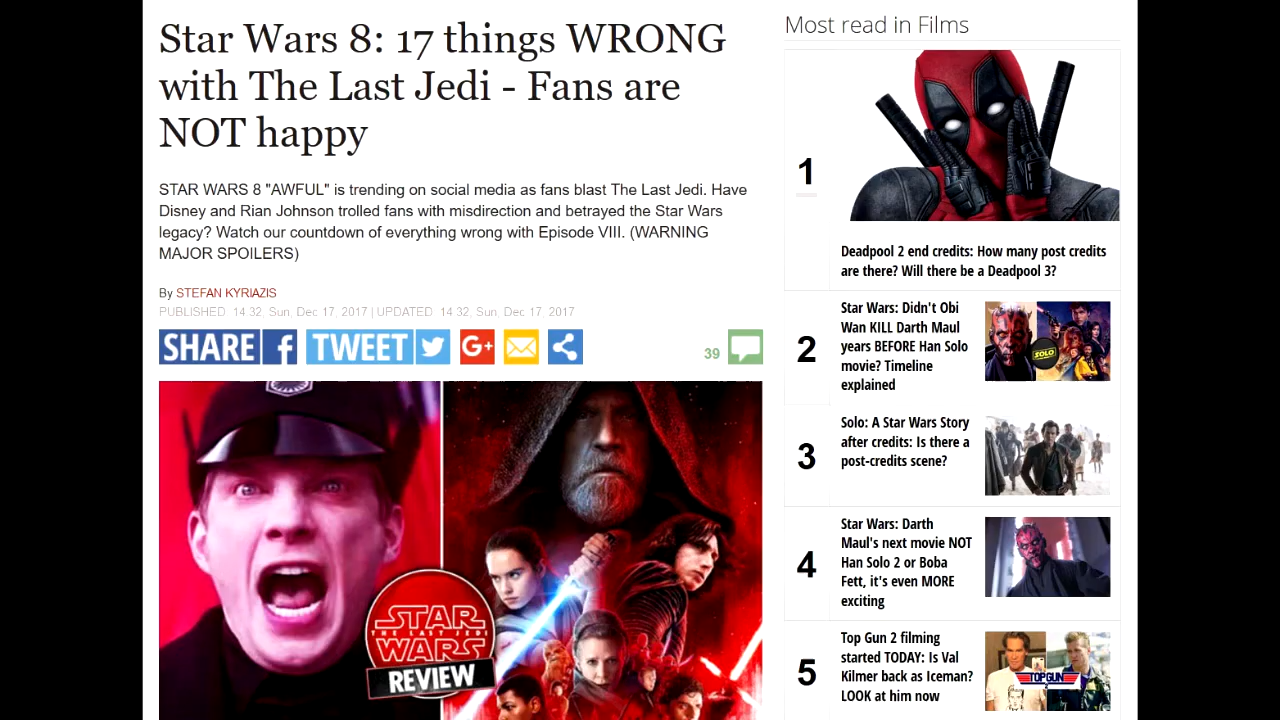 Star Wars 8: 17 things WRONG
with The Last Jedi - Fans are
NOT happy
STAR WARS 8 "AWFUL" is trending on social media as fans blast The Last Jedi. Have
Disney and Rian Johnson trolled fans with misdirection and betrayed the Star Wars
legacy? Watch our countdown of everything wrong with Episode VIII. (WARNING
MAJOR SPOILERS)
By STEFAN KYRIAZIS
PUBLISHED 14:32, Sun, Dec 17, 2017 | UPDATED 14:32, Sun, Dec 17, 2017
SHARE f TWEET G+
39
STAR
THE LAST JEDI
WARS
REVIEW
Most read in Films
1
Deadpool 2 end credits: How many post credits
are there? Will there be a Deadpool 3?
2
Star Wars: Didn't Obi
Wan KILL Darth Maul
years BEFORE Han Solo
movie? Timeline
explained
SOLO
3
Solo: A Star Wars Story
after credits: Is there a
post-credits scene?
4
Star Wars: Darth
Maul's next movie NOT
Han Solo 2 or Boba
Fett, it's even MORE
exciting
5
Top Gun 2 filming
started TODAY: Is Val
Kilmer back as Iceman?
LOOK at him now
TOPGUN